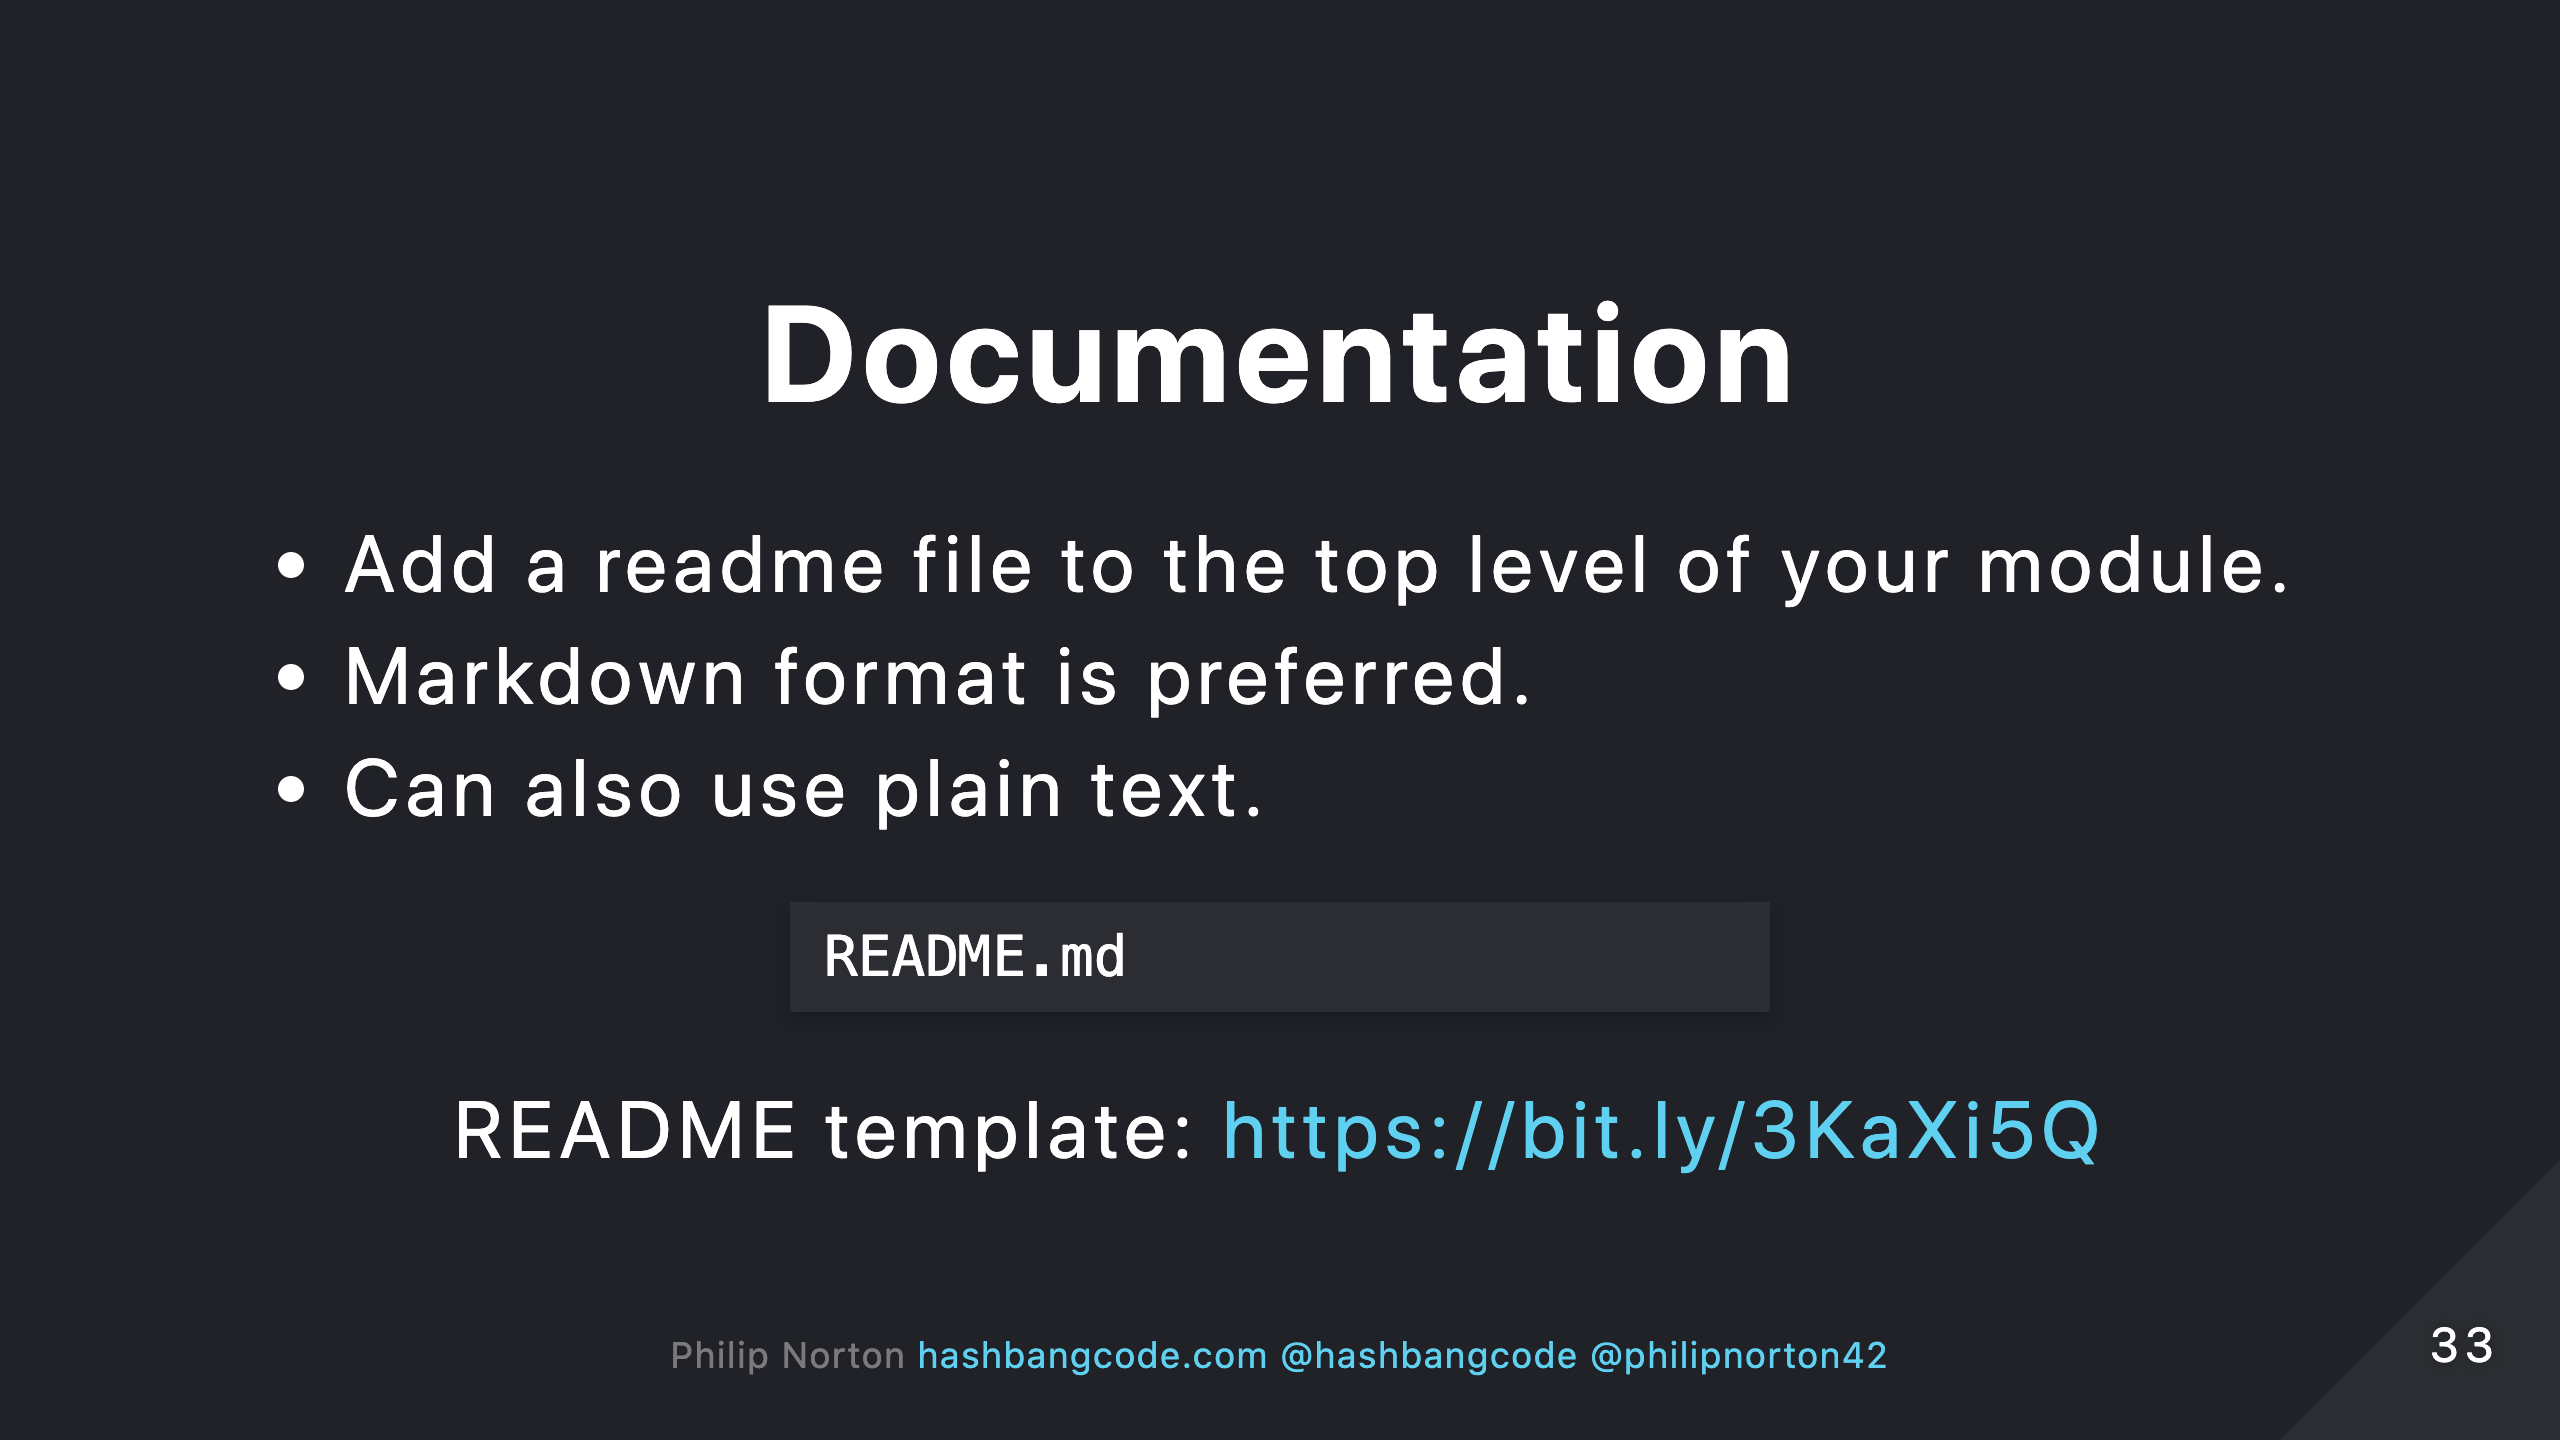 Documentation
• Add a readme file to the top level of your module.
• Markdown format is preferred.
• Can also use plain text.
README.md
README template: https://bit.ly/3KaXi5Q
Philip Norton hashbangcode.com @hashbangcode @philipnorton42
33